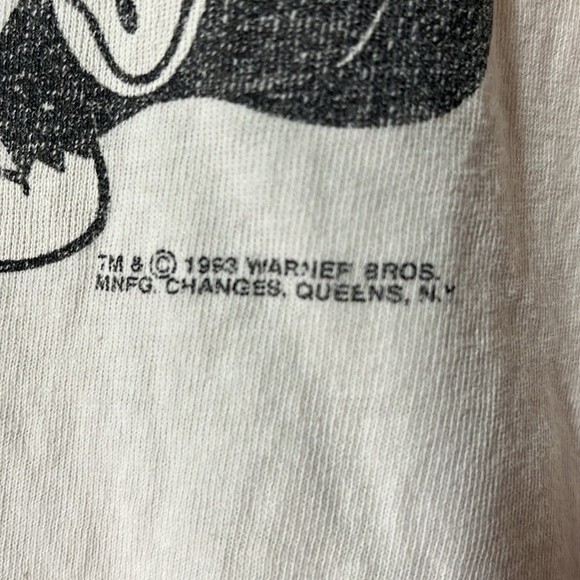 TM & © 1993 WARNER BROS.
MNFG. CHANGES, QUEENS, N.Y